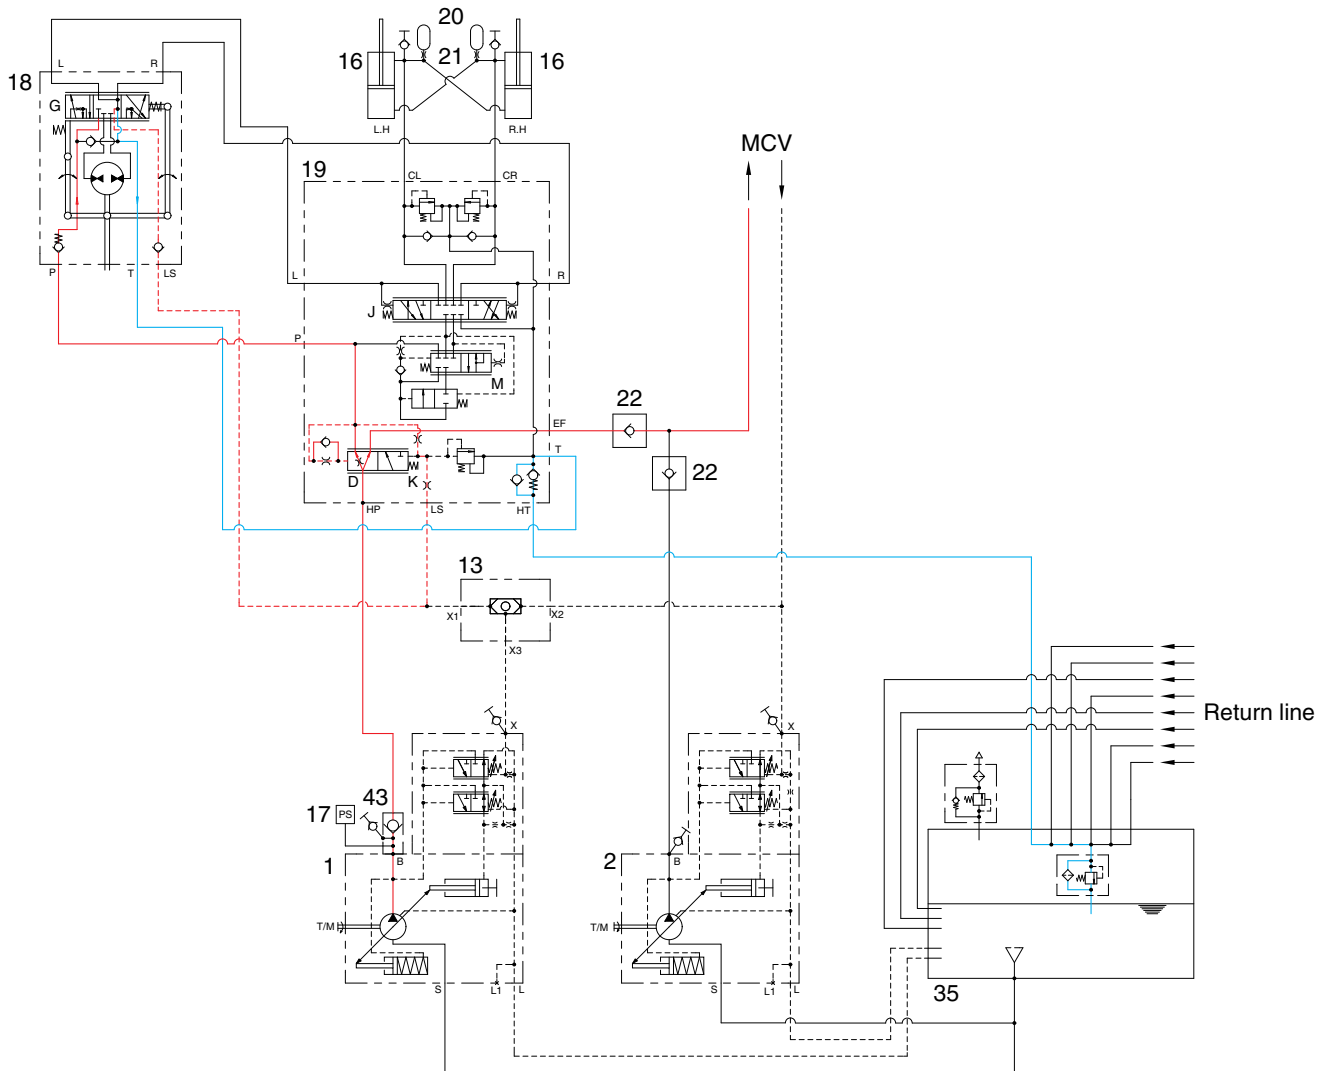 20
16
21
16
L
R
18
G
L.H
R.H
MCV
19
CL
CR
P
T
LS
L
R
J
P
M
22
EF
T
22
D
K
HP
LS
HT
13
X1
X2
X3
Return line
X
X
43
17
PS
B
B
1
2
T/M
T/M
S
L1
L
S
L1
L
35